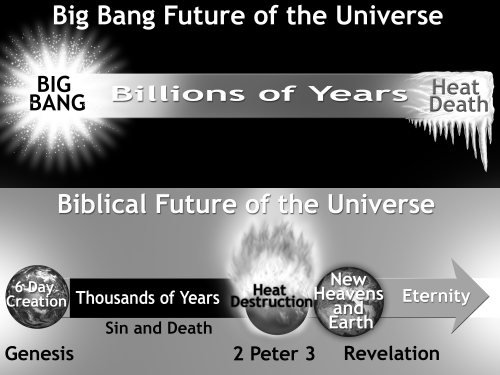 Big Bang Future of the Universe
BIG
BANG
Billions of Years
Heat
Death
Biblical Future of the Universe
6 Day
Creation
Thousands of Years
Sin and Death
Heat
Destruction
New
Heavens
and
Earth
Eternity
Genesis
2 Peter 3
Revelation